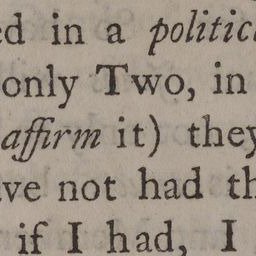 ed in a politic
only Two, in
affirm it) they
ve not had th
if I had, I